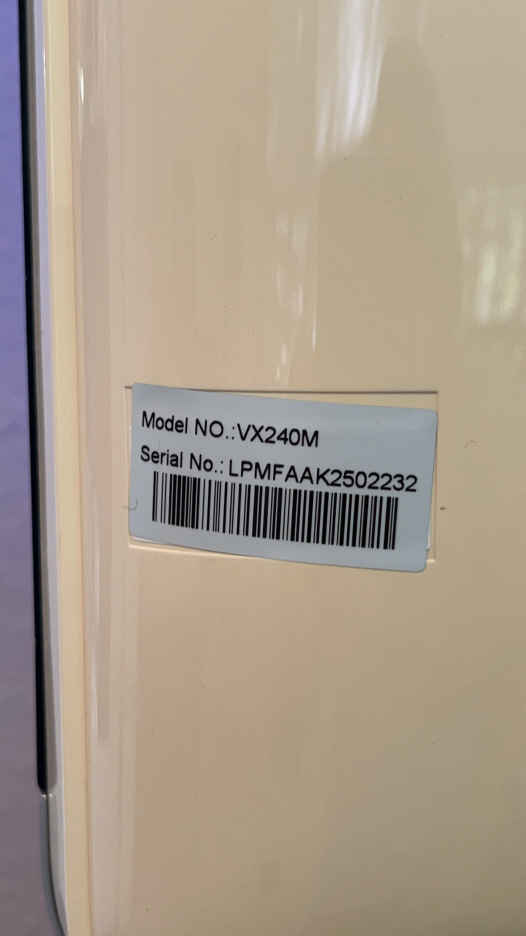 Model NO.:VX240M
Serial No.: LPMFAAK2502232